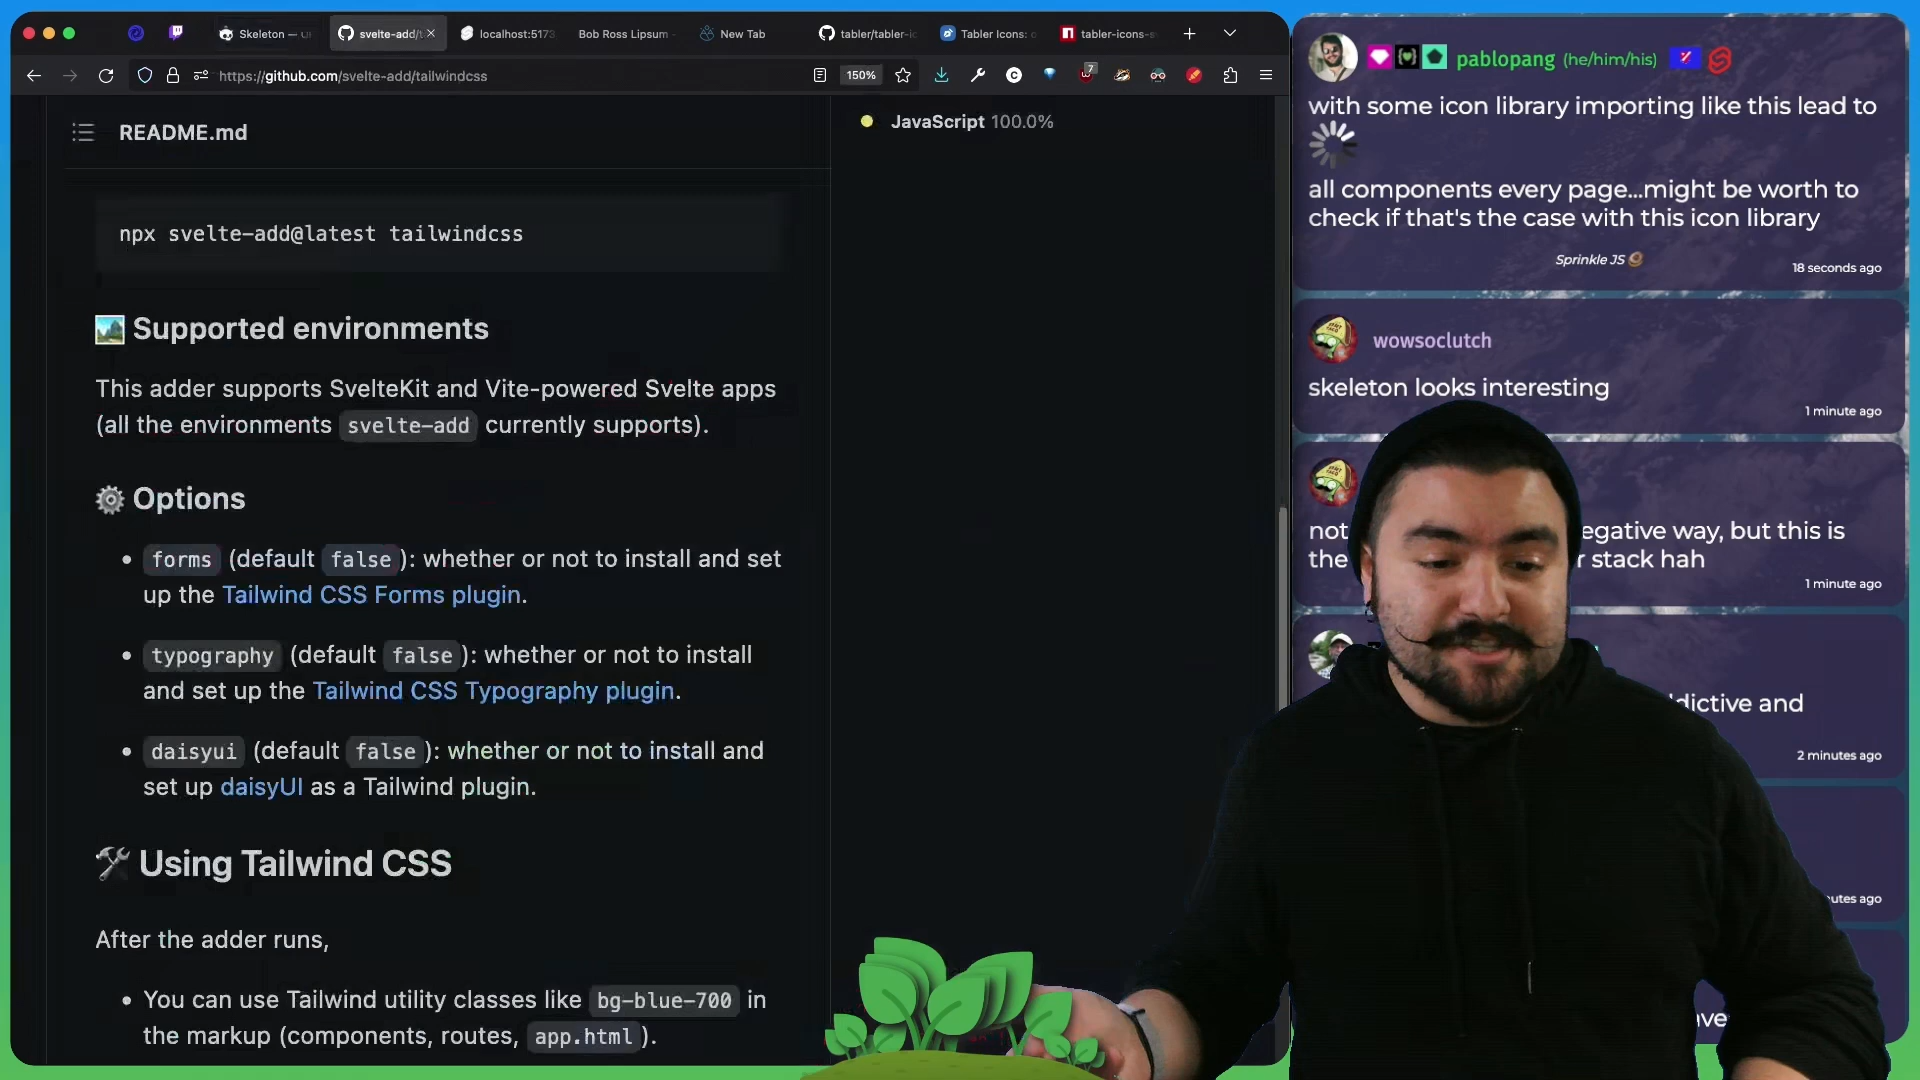 Skeleton — UI
svelte-add/t
localhost:5173
Bob Ross Lipsum -
New Tab
tabler/tabler-ic
Tabler Icons: o
tabler-icons-s
https://github.com/svelte-add/tailwindcss
150%
7
README.md
JavaScript 100.0%
npx svelte-add@latest tailwindcss
Supported environments
This adder supports SvelteKit and Vite-powered Svelte apps
(all the environments svelte-add currently supports).
Options
forms (default false): whether or not to install and set
up the Tailwind CSS Forms plugin.
typography (default false): whether or not to install
and set up the Tailwind CSS Typography plugin.
daisyui (default false): whether or not to install and
set up daisyUI as a Tailwind plugin.
Using Tailwind CSS
After the adder runs,
You can use Tailwind utility classes like bg-blue-700 in
the markup (components, routes, app.html).
pablopang (he/him/his)
with some icon library importing like this lead to
all components every page...might be worth to
check if that's the case with this icon library
Sprinkle JS
18 seconds ago
wowsoclutch
skeleton looks interesting
1 minute ago
not egative way, but this is
the r stack hah
1 minute ago
dictive and
2 minutes ago
utes ago
ave